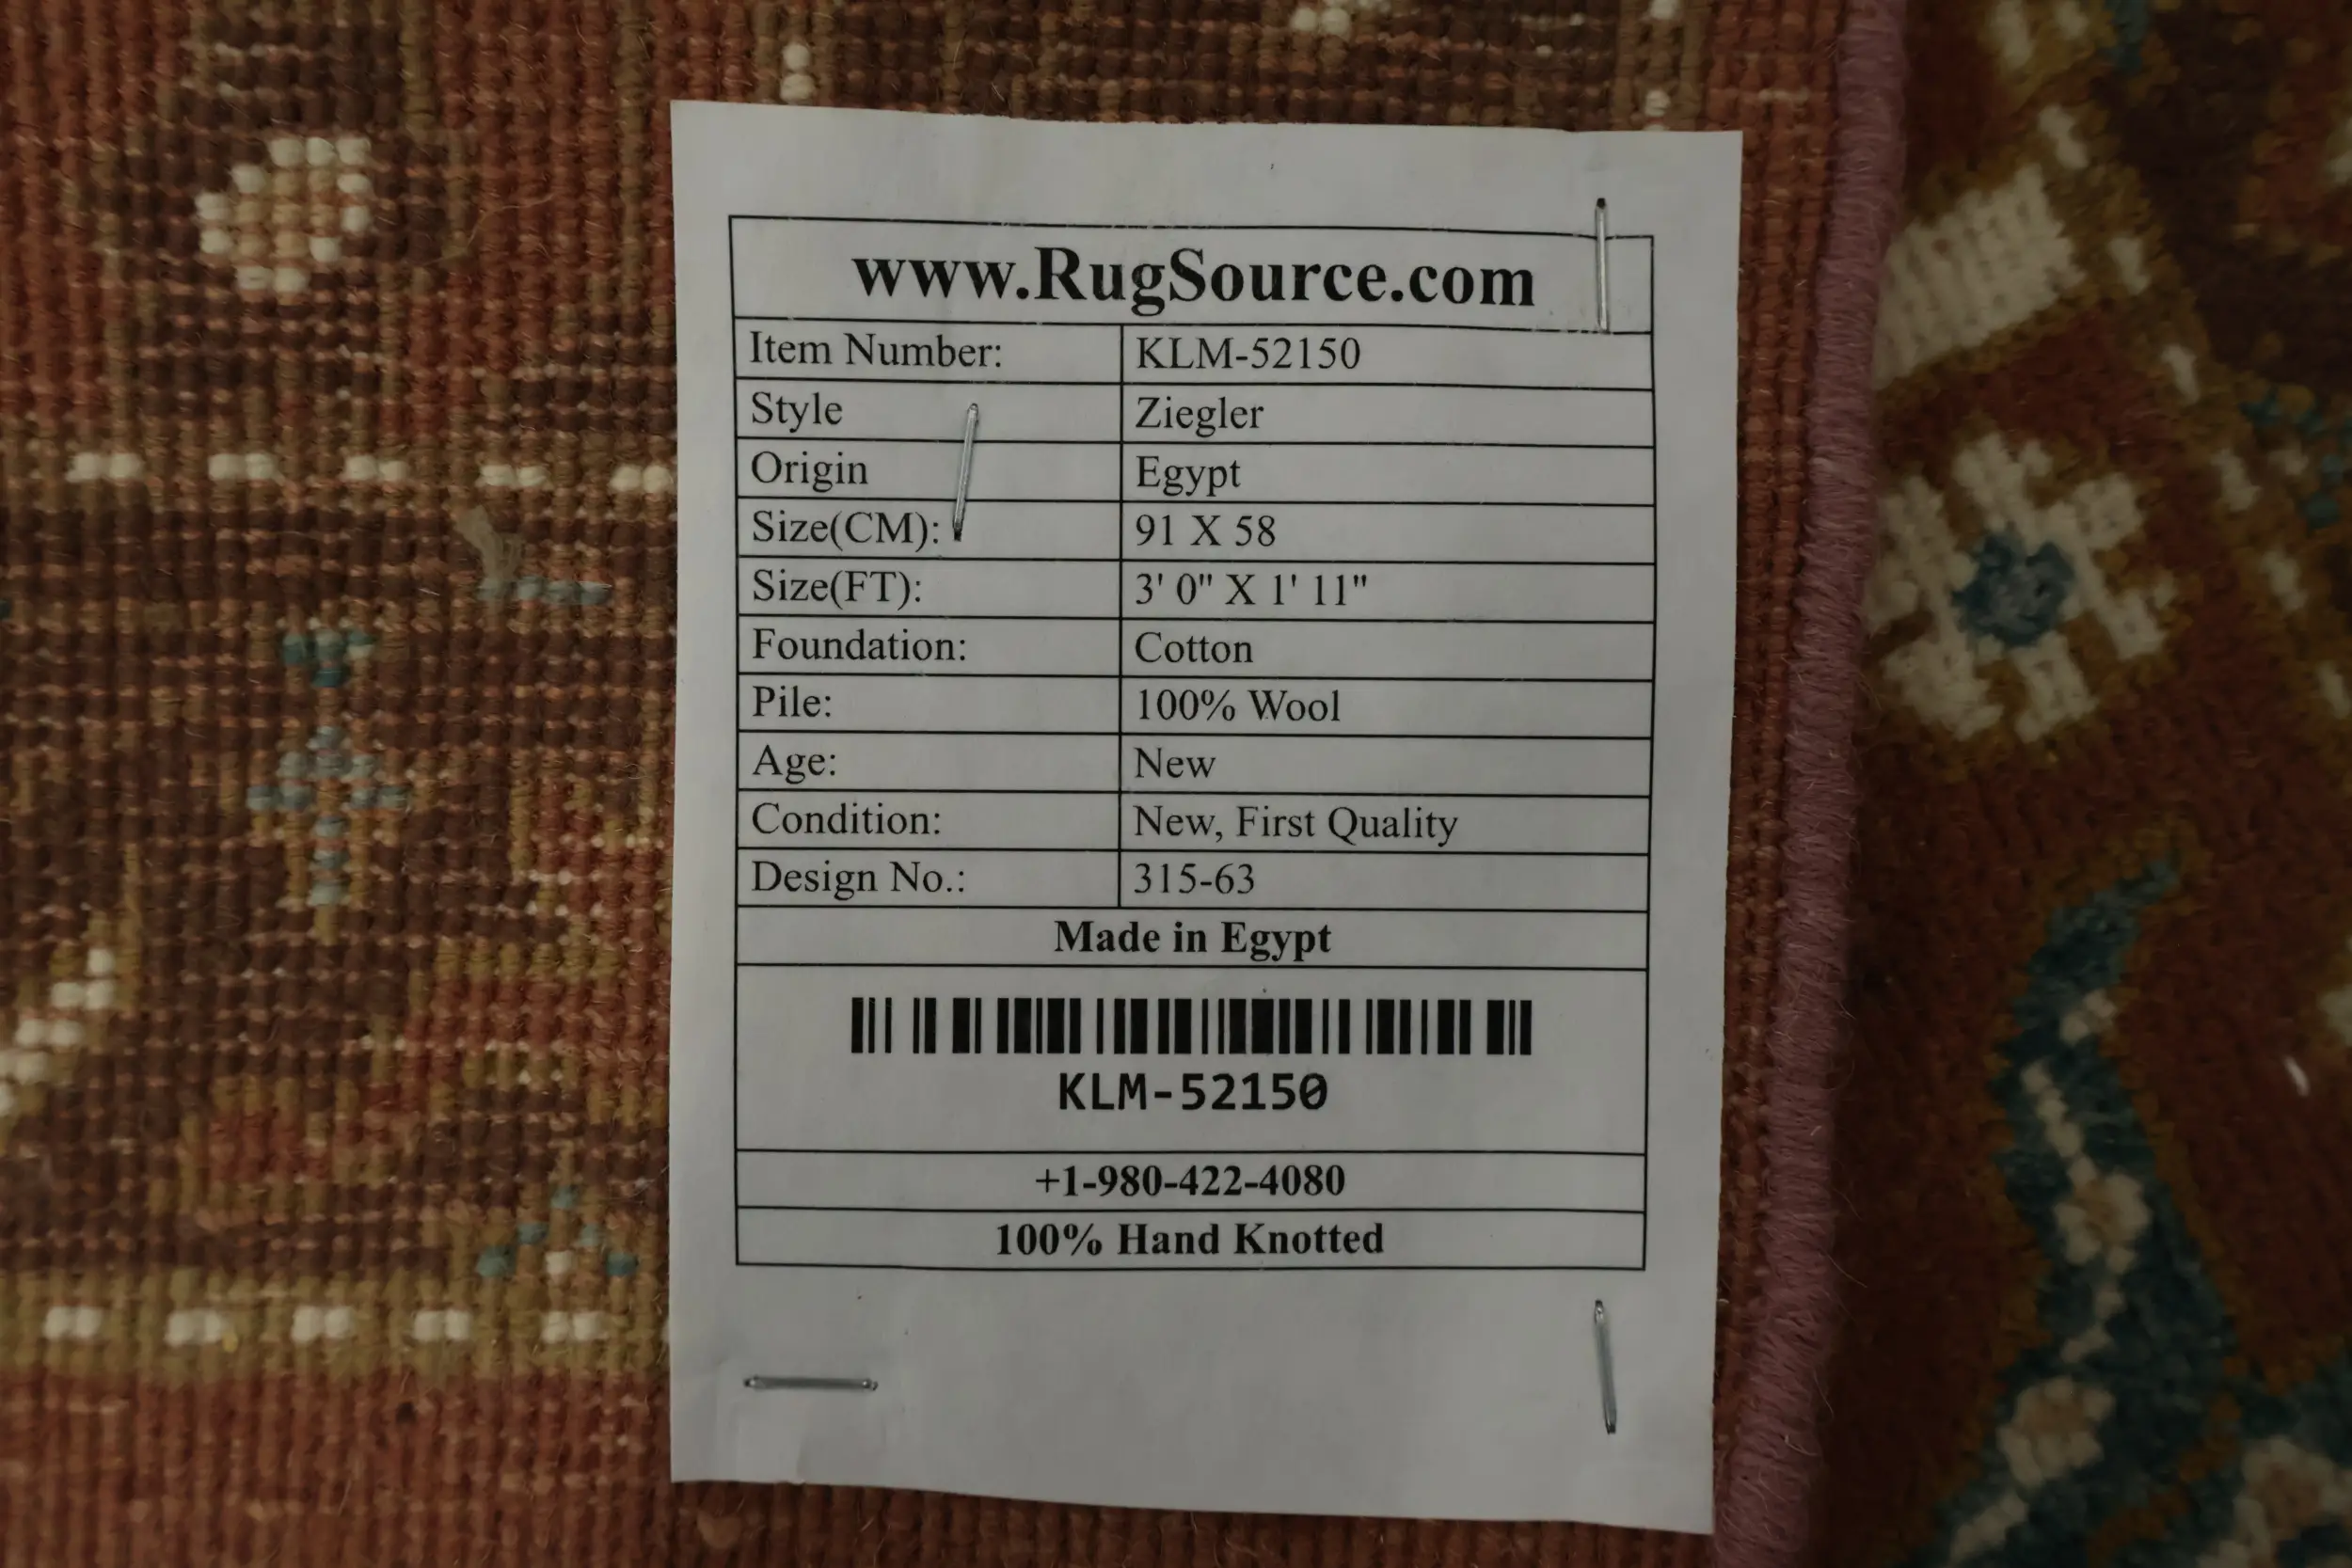 www.RugSource.com
Item Number: KLM-52150
Style Ziegler
Origin Egypt
Size(CM): 91 X 58
Size(FT): 3' 0" X 1' 11"
Foundation: Cotton
Pile: 100% Wool
Age: New
Condition: New, First Quality
Design No.: 315-63
Made in Egypt
KLM-52150
+1-980-422-4080
100% Hand Knotted